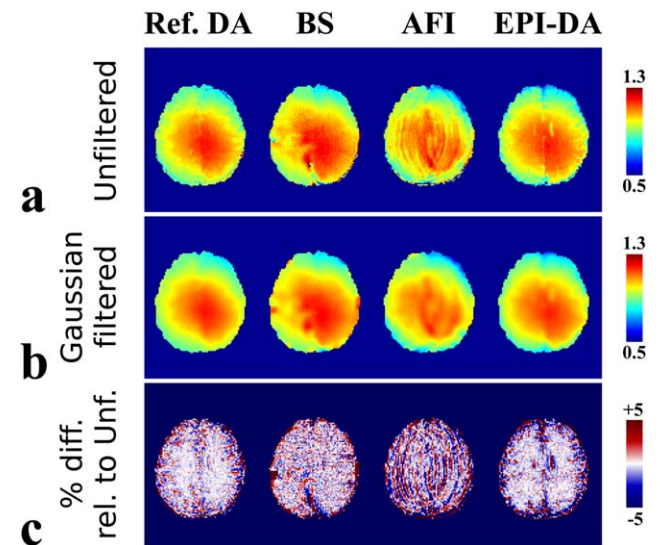 Ref. DA BS AFI EPI-DA
a
Unfiltered
1.3
0.5
b
Gaussian
filtered
1.3
0.5
c
% diff.
rel. to Unf.
+5
-5